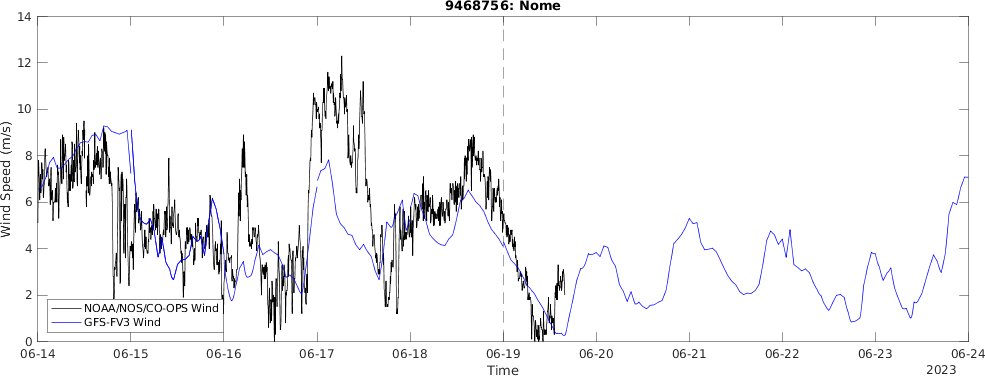 9468756: Nome
14
12
10
8
6
4
2
0
Wind Speed (m/s)
NOAA/NOS/CO-OPS Wind
GFS-FV3 Wind
06-14 06-15 06-16 06-17 06-18 06-19 06-20 06-21 06-22 06-23 06-24
Time
2023